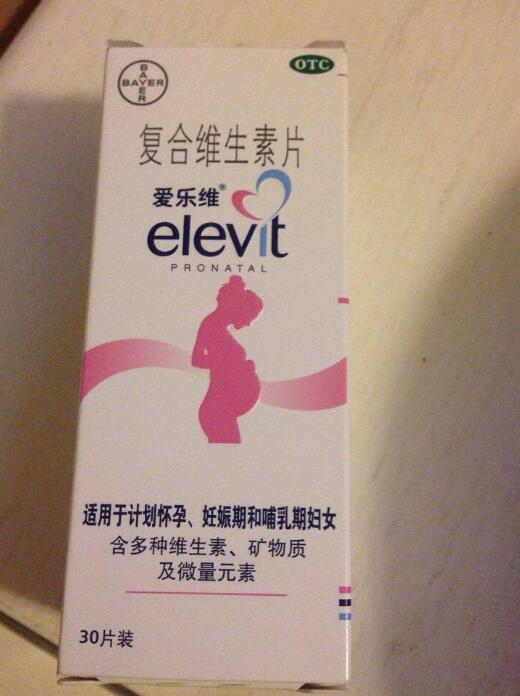 BAYER
BAYER
OTC
复合维生素片
爱乐维®
elevit
PRONATAL
适用于计划怀孕、妊娠期和哺乳期妇女
含多种维生素、矿物质
及微量元素
30片装